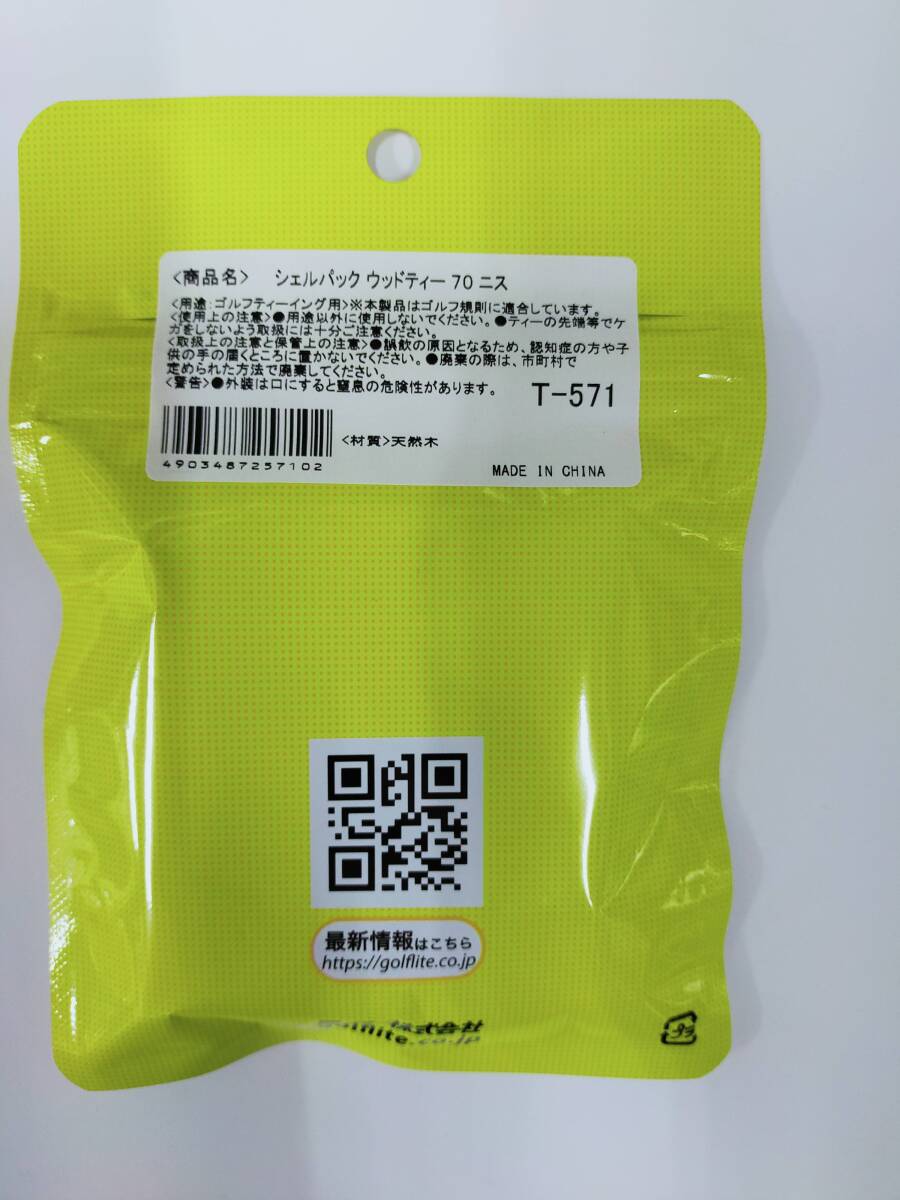 <商品名> シェルパック ウッドティー 70 ニス
<用途:ゴルフティーイング用>※本製品はゴルフ規則に適合しています。
<使用上の注意>●用途以外に使用しないでください。●ティーの先端等でケ
ガをしないよう取扱には十分ご注意ください。
<取扱上の注意と保管上の注意>●誤飲の原因となるため、認知症の方や子
供の手の届くところに置かないでください。●廃棄の際は、市町村で
定められた方法で廃棄してください。
<警告>●外装は口にすると窒息の危険性があります。
T-571
<材質>天然木
4903487257102
MADE IN CHINA
最新情報はこちら
https://golflite.co.jp
株式会社
.co.jp
プラ